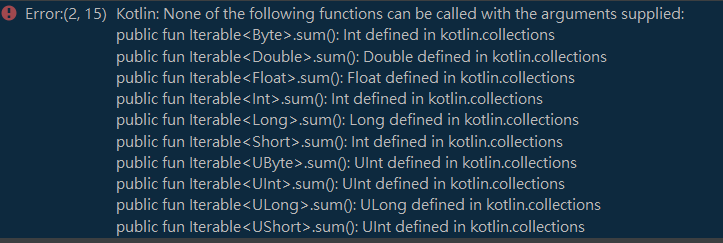 Error:(2, 15) Kotlin: None of the following functions can be called with the arguments supplied:
public fun Iterable<Byte>.sum(): Int defined in kotlin.collections
public fun Iterable<Double>.sum(): Double defined in kotlin.collections
public fun Iterable<Float>.sum(): Float defined in kotlin.collections
public fun Iterable<Int>.sum(): Int defined in kotlin.collections
public fun Iterable<Long>.sum(): Long defined in kotlin.collections
public fun Iterable<Short>.sum(): Int defined in kotlin.collections
public fun Iterable<UByte>.sum(): UInt defined in kotlin.collections
public fun Iterable<UInt>.sum(): UInt defined in kotlin.collections
public fun Iterable<ULong>.sum(): ULong defined in kotlin.collections
public fun Iterable<UShort>.sum(): UInt defined in kotlin.collections